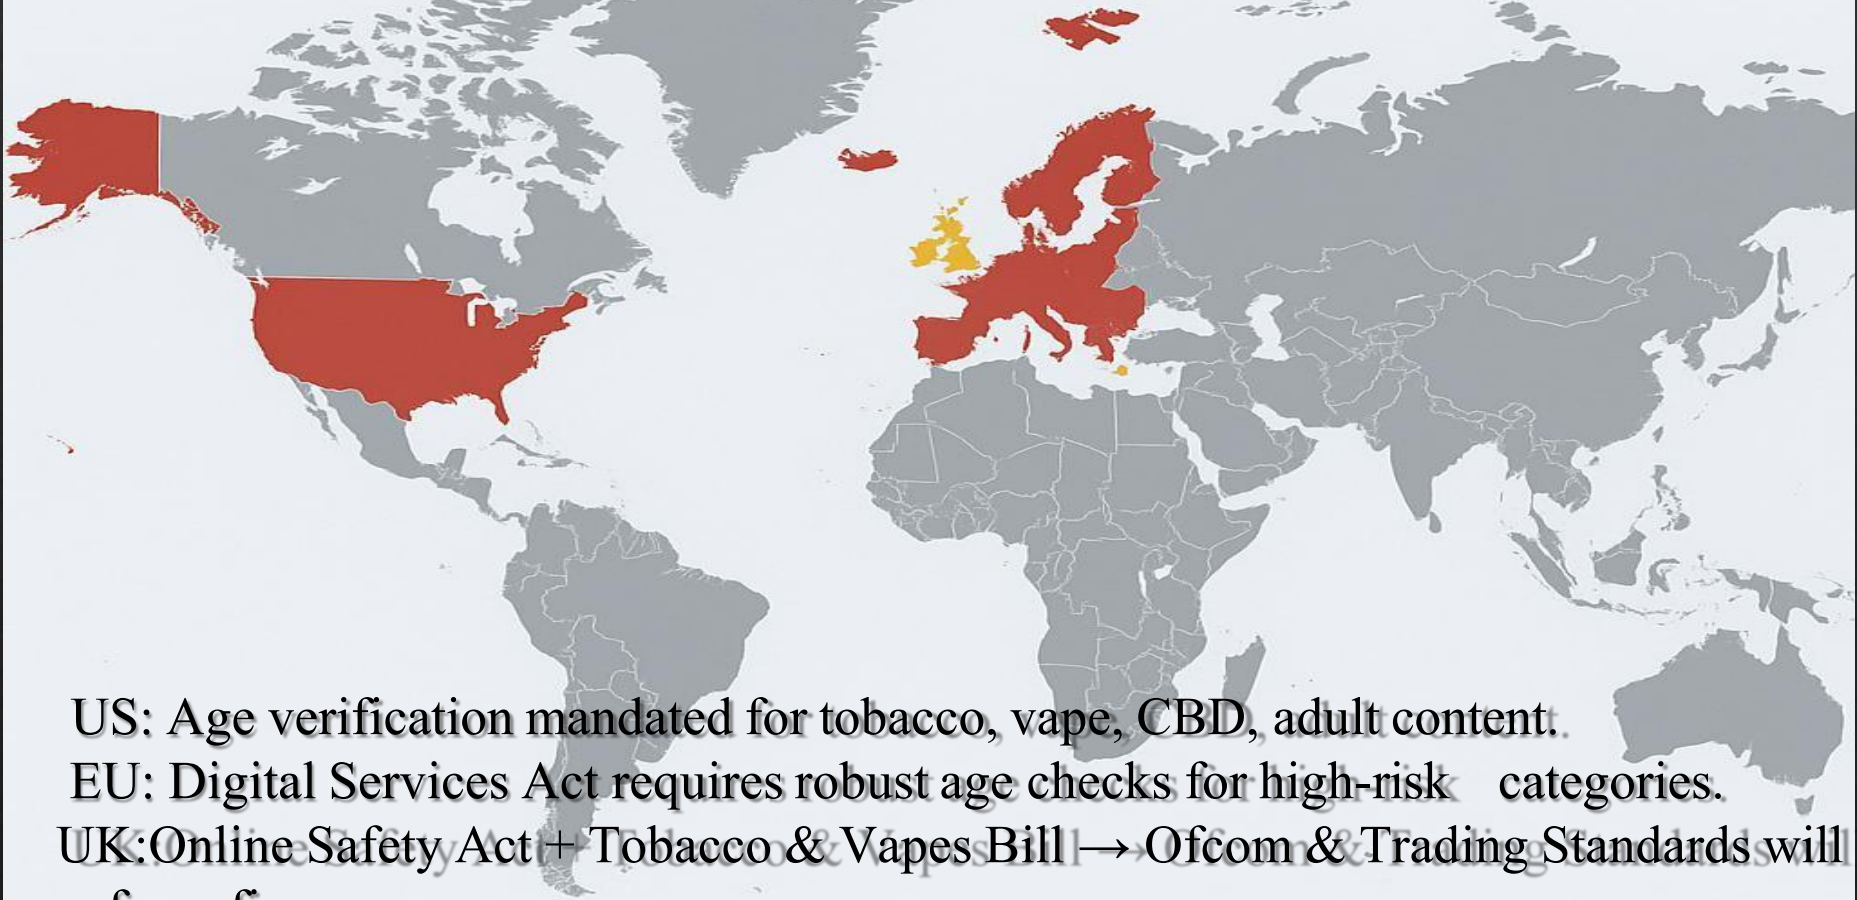 US: Age verification mandated for tobacco, vape, CBD, adult content.
EU: Digital Services Act requires robust age checks for high-risk categories.
UK:Online Safety Act + Tobacco & Vapes Bill → Ofcom & Trading Standards will